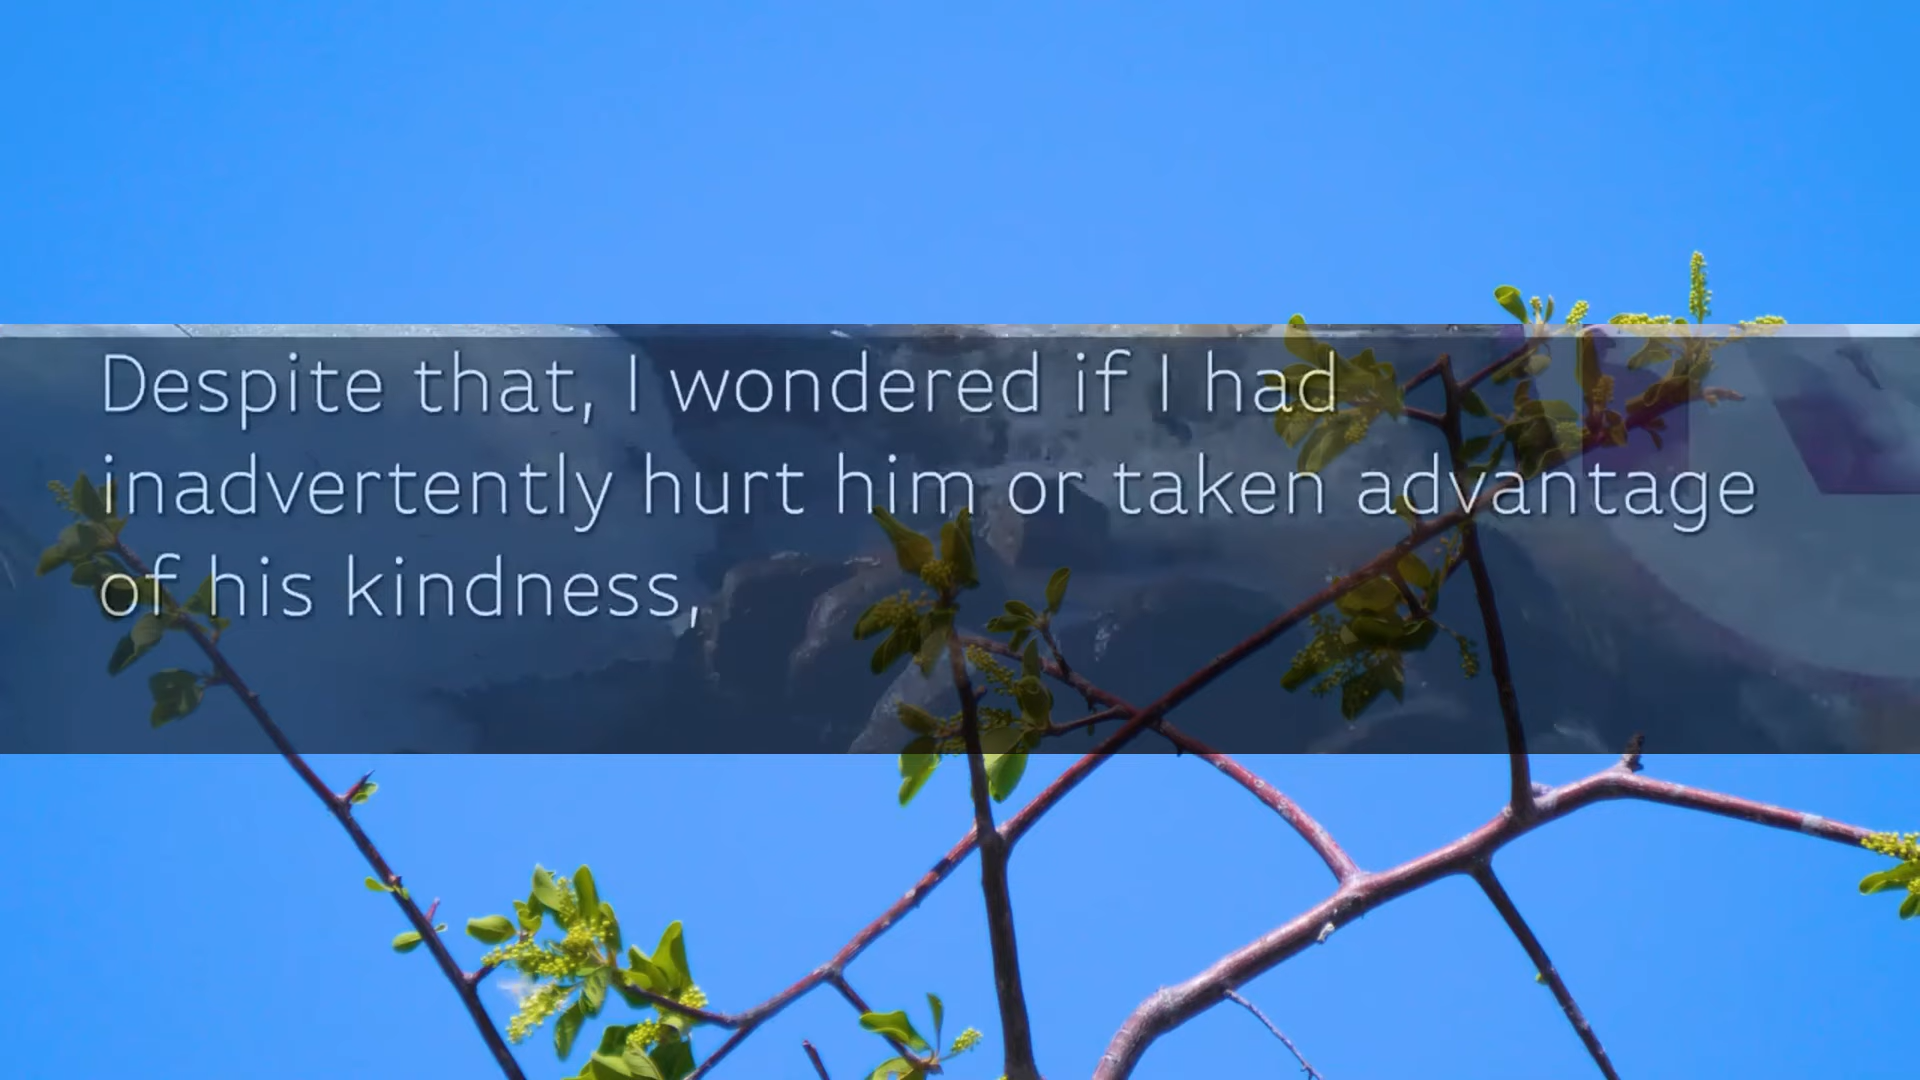 Despite that, I wondered if I had
inadvertently hurt him or taken advantage
of his kindness,